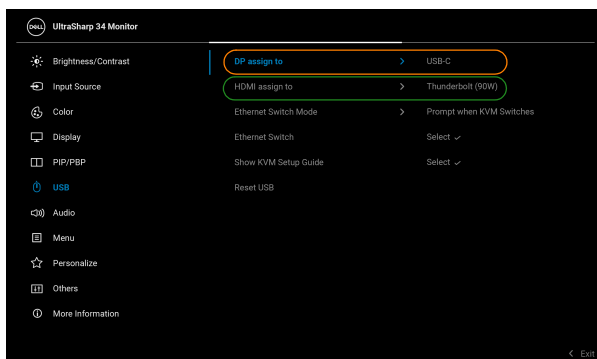 DELL UltraSharp 34 Monitor
Brightness/Contrast DP assign to > USB-C
Input Source HDMI assign to > Thunderbolt (90W)
Color Ethernet Switch Mode > Prompt when KVM Switches
Display Ethernet Switch Select ✓
PIP/PBP Show KVM Setup Guide Select ✓
USB Reset USB
Audio
Menu
Personalize
Others
More Information
< Exit